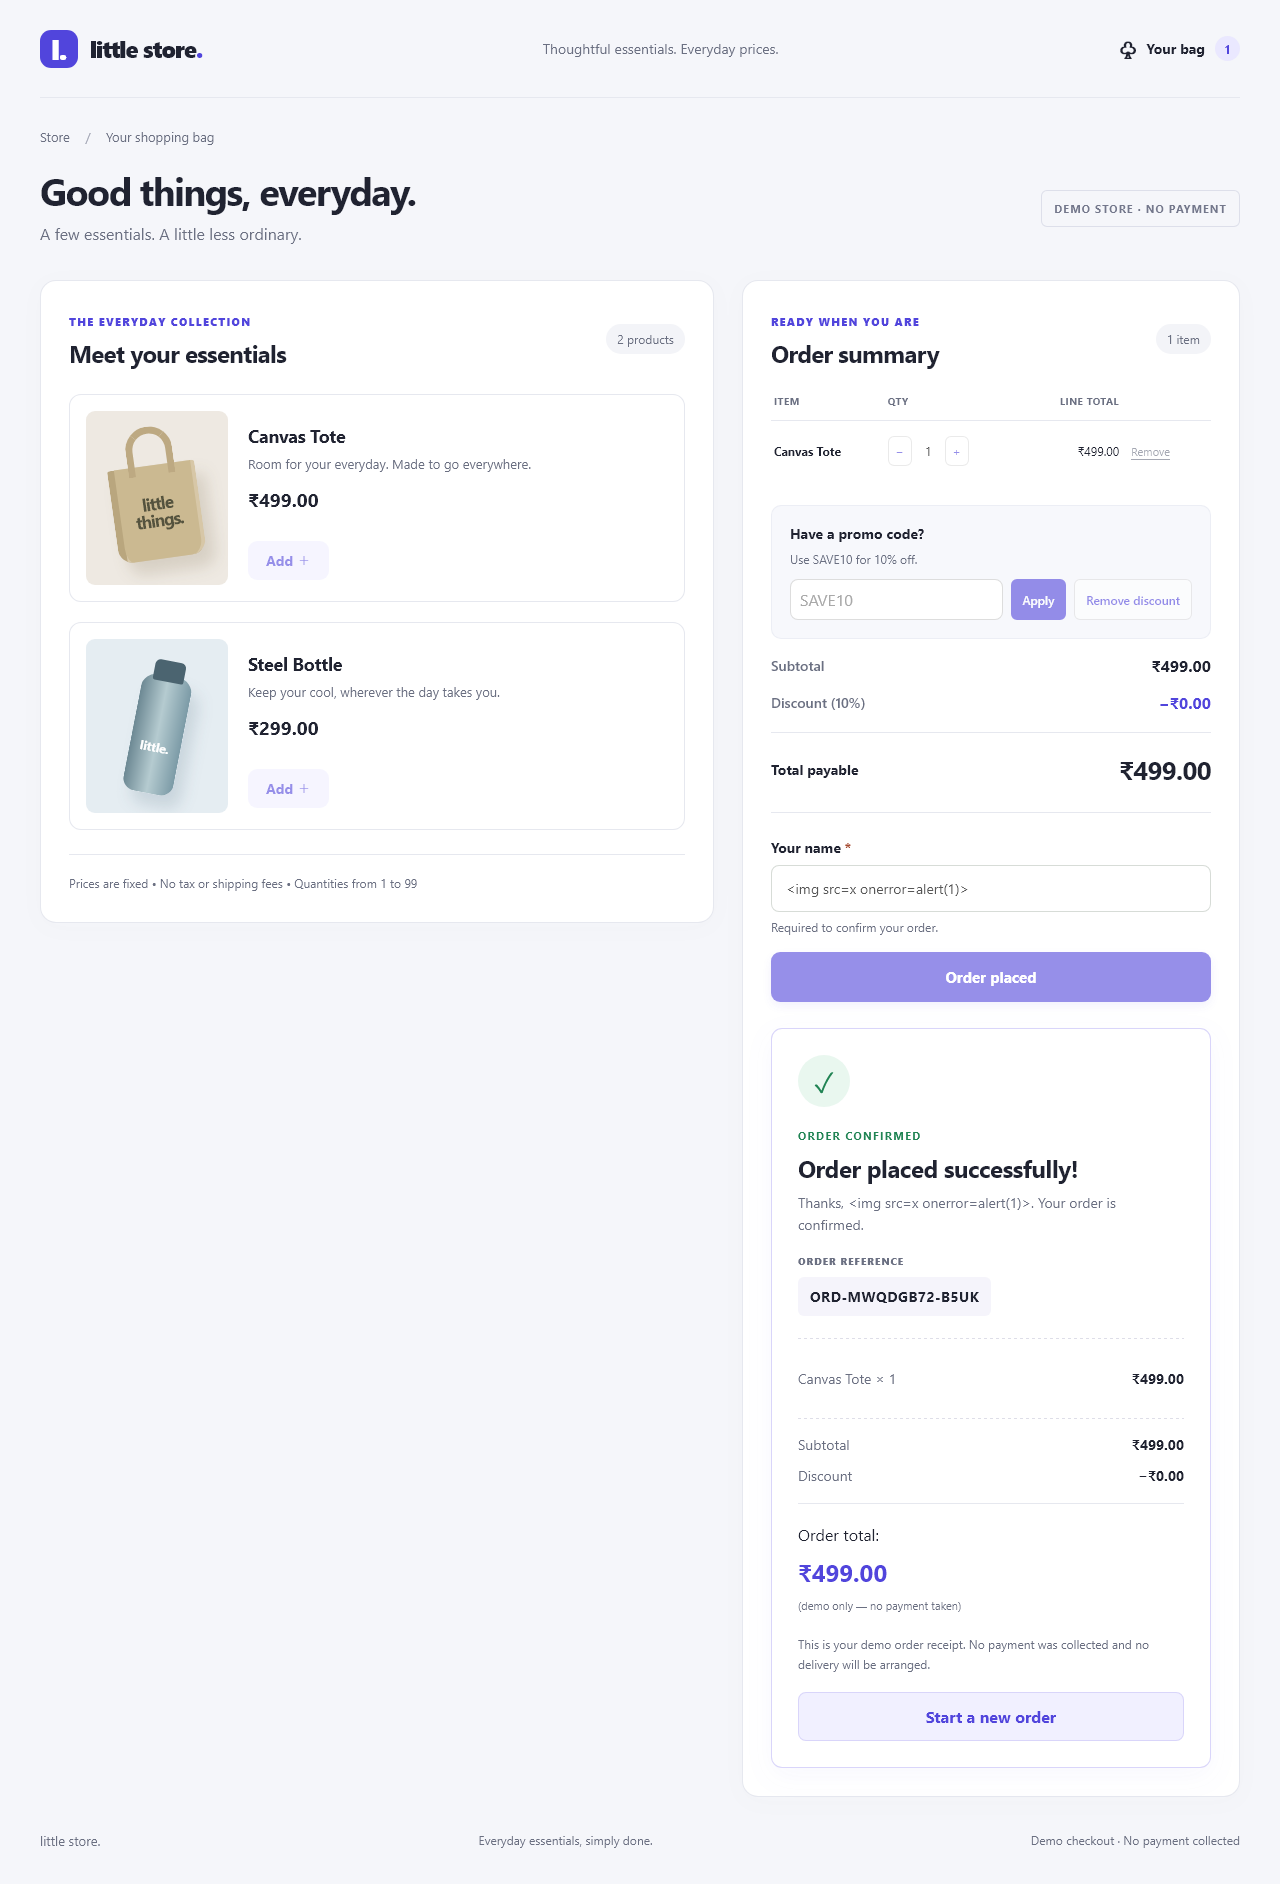 l.
little store.
Thoughtful essentials. Everyday prices.
Your bag 1
Store / Your shopping bag
Good things, everyday.
A few essentials. A little less ordinary.
DEMO STORE · NO PAYMENT
THE EVERYDAY COLLECTION
Meet your essentials
2 products
little
things.
Canvas Tote
Room for your everyday. Made to go everywhere.
₹499.00
Add +
little.
Steel Bottle
Keep your cool, wherever the day takes you.
₹299.00
Add +
Prices are fixed • No tax or shipping fees • Quantities from 1 to 99
READY WHEN YOU ARE
Order summary
1 item
ITEM QTY LINE TOTAL
Canvas Tote − 1 + ₹499.00 Remove
Have a promo code?
Use SAVE10 for 10% off.
SAVE10 Apply Remove discount
Subtotal ₹499.00
Discount (10%) −₹0.00
Total payable ₹499.00
Your name *
<img src=x onerror=alert(1)>
Required to confirm your order.
Order placed
✓
ORDER CONFIRMED
Order placed successfully!
Thanks, <img src=x onerror=alert(1)>. Your order is
confirmed.
ORDER REFERENCE
ORD-MWQDGB72-B5UK
Canvas Tote × 1 ₹499.00
Subtotal ₹499.00
Discount −₹0.00
Order total:
₹499.00
(demo only — no payment taken)
This is your demo order receipt. No payment was collected and no
delivery will be arranged.
Start a new order
little store.
Everyday essentials, simply done.
Demo checkout · No payment collected